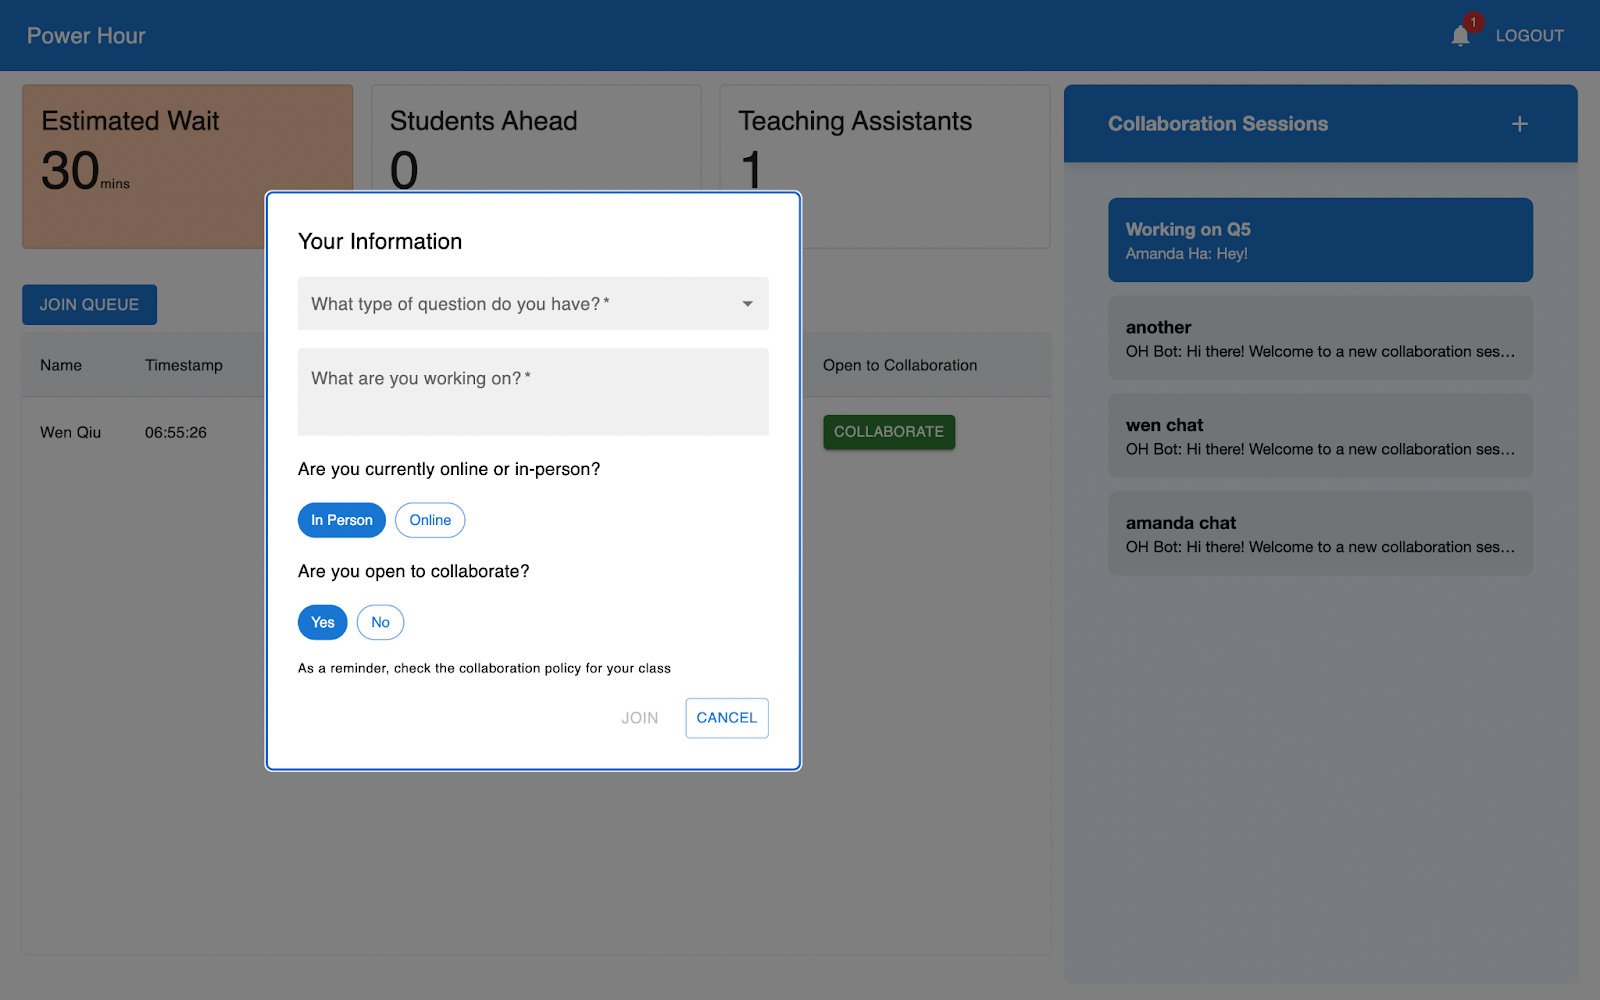 Power Hour
1
LOGOUT
Estimated Wait
30 mins
Students Ahead
0
Teaching Assistants
1
JOIN QUEUE
Name Timestamp Open to Collaboration
Wen Qiu 06:55:26 COLLABORATE
Your Information
What type of question do you have? *
What are you working on? *
Are you currently online or in-person?
In Person Online
Are you open to collaborate?
Yes No
As a reminder, check the collaboration policy for your class
JOIN CANCEL
Collaboration Sessions +
Working on Q5
Amanda Ha: Hey!
another
OH Bot: Hi there! Welcome to a new collaboration ses...
wen chat
OH Bot: Hi there! Welcome to a new collaboration ses...
amanda chat
OH Bot: Hi there! Welcome to a new collaboration ses...